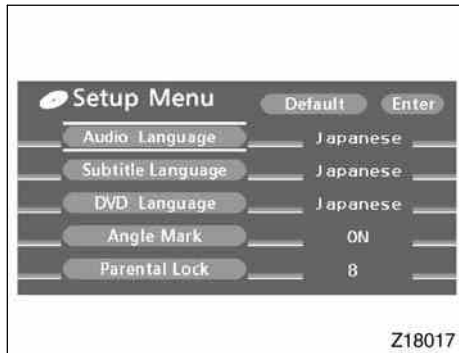 Setup Menu Default Enter
Audio Language Japanese
Subtitle Language Japanese
DVD Language Japanese
Angle Mark ON
Parental Lock 8
Z18017